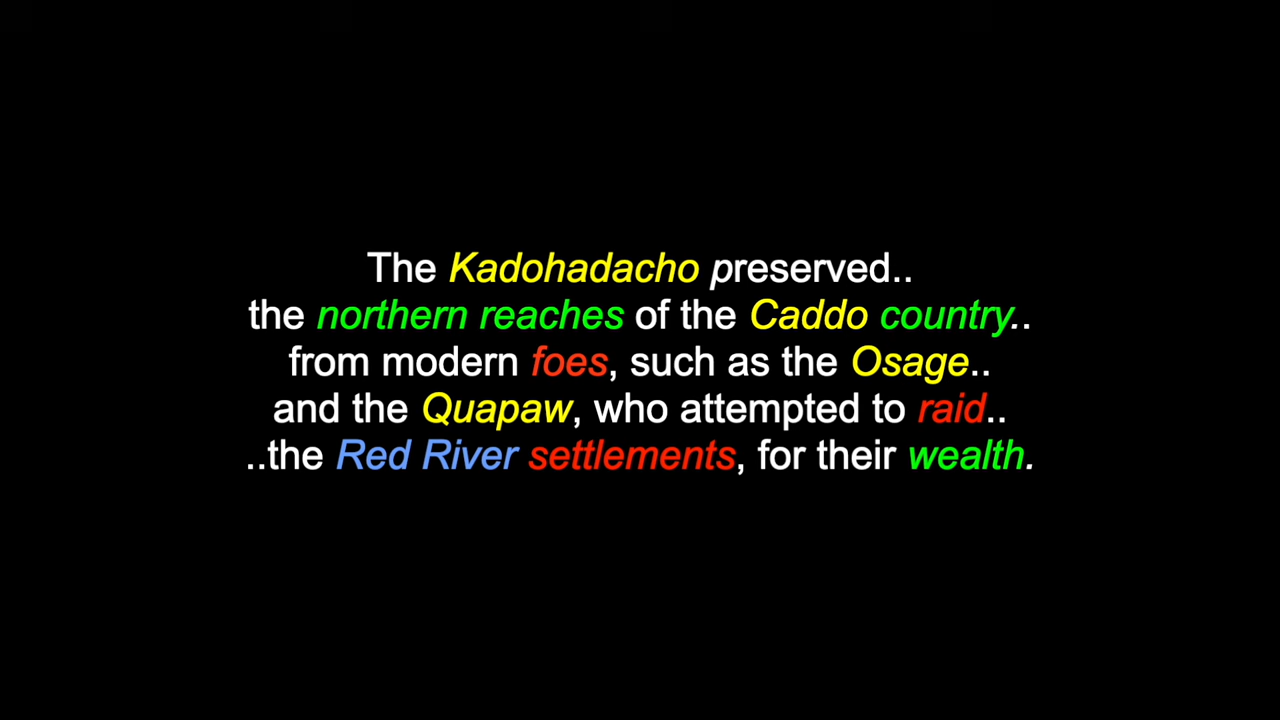 The Kadohadacho preserved..
the northern reaches of the Caddo country..
from modern foes, such as the Osage..
and the Quapaw, who attempted to raid..
..the Red River settlements, for their wealth.